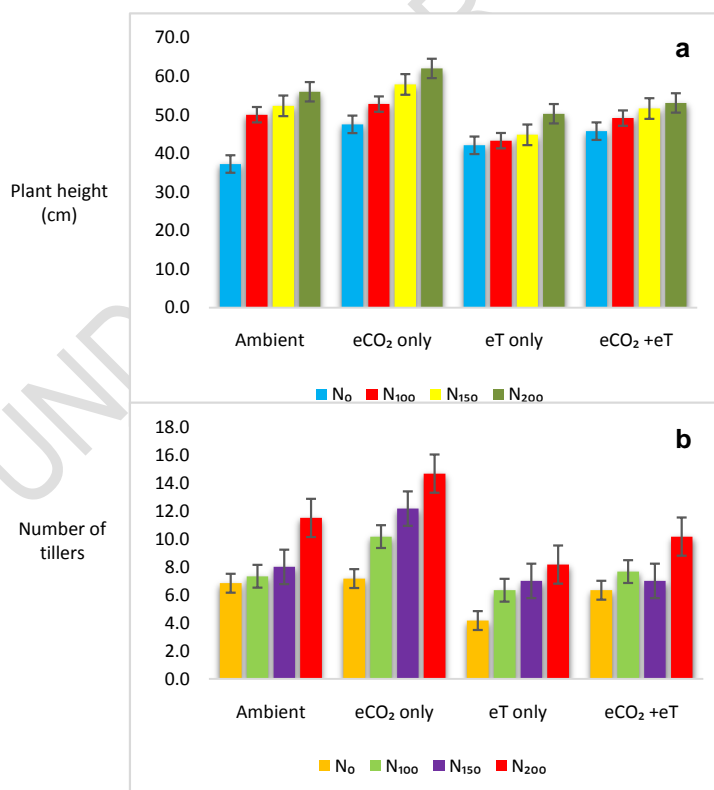 a
70.0
60.0
50.0
40.0
30.0
20.0
10.0
0.0
Plant height
(cm)
Ambient eCO₂ only eT only eCO₂ +eT
N₀ N₁₀₀ N₁₅₀ N₂₀₀
b
18.0
16.0
14.0
12.0
10.0
8.0
6.0
4.0
2.0
0.0
Number of
tillers
Ambient eCO₂ only eT only eCO₂ +eT
N₀ N₁₀₀ N₁₅₀ N₂₀₀
UND